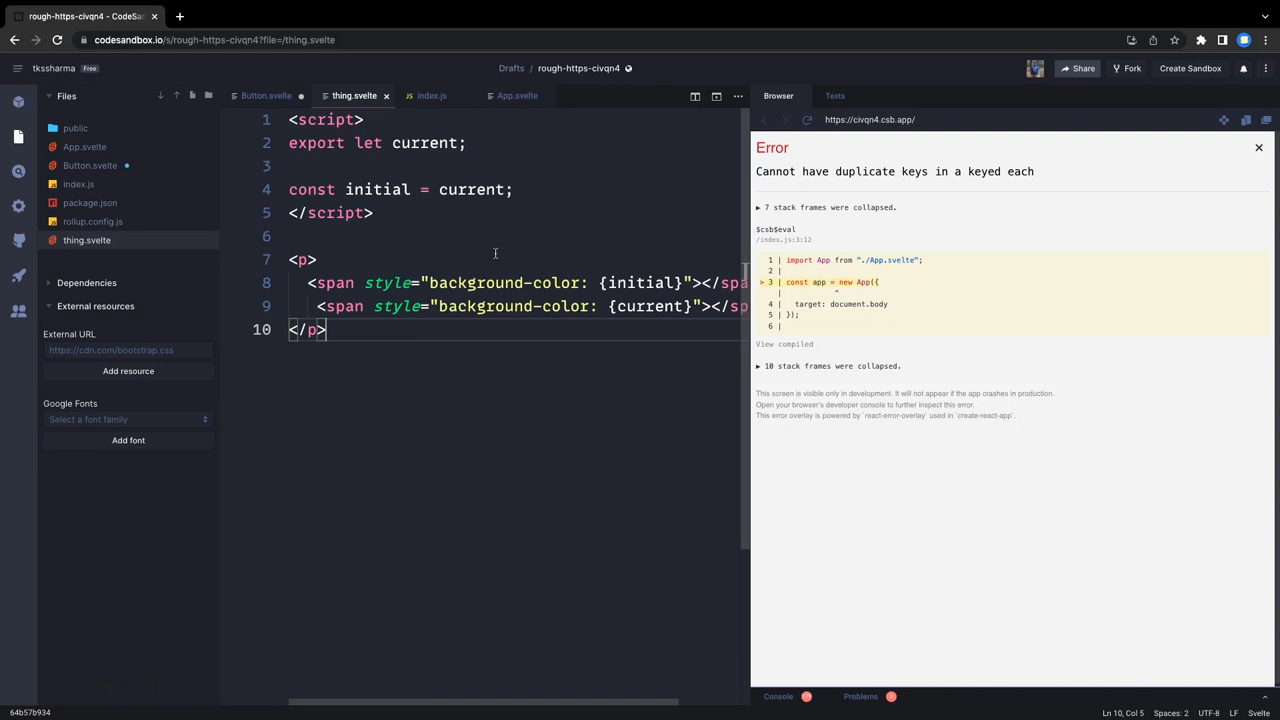 rough-https-civqn4 - CodeSan
codesandbox.io/s/rough-https-civqn4?file=/thing.svelte
tkssharma Free
Drafts / rough-https-civqn4
Share
Fork
Create Sandbox
Files
Button.svelte
thing.svelte
index.js
App.svelte
Browser
Tests
https://civqn4.csb.app/
public
App.svelte
Button.svelte
index.js
package.json
rollup.config.js
thing.svelte
Dependencies
External resources
External URL
https://cdn.com/bootstrap.css
Add resource
Google Fonts
Select a font family
Add font
1 <script>
2 export let current;
3
4 const initial = current;
5 </script>
6
7 <p>
8 <span style="background-color: {initial}"></spa
9 <span style="background-color: {current}"></sp
10 </p>
Error
Cannot have duplicate keys in a keyed each
▶ 7 stack frames were collapsed.
$csb$eval
/index.js:3:12
1 | import App from "./App.svelte";
2 |
> 3 | const app = new App({
| ^
4 | target: document.body
5 | });
6 |
View compiled
▶ 10 stack frames were collapsed.
This screen is visible only in development. It will not appear if the app crashes in production.
Open your browser's developer console to further inspect this error.
This error overlay is powered by `react-error-overlay` used in `create-react-app`.
Console
Problems
64b57b934
Ln 10, Col 5
Spaces: 2
UTF-8
LF
Svelte